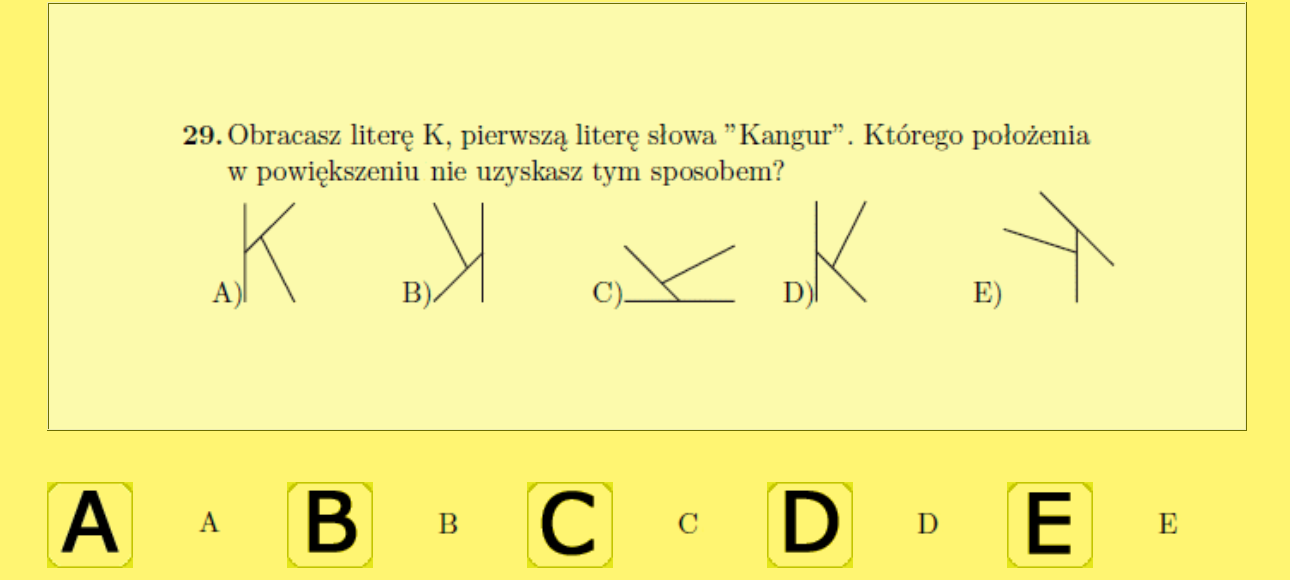 29. Obracasz literę K, pierwszą literę słowa ”Kangur”. Którego położenia
w powiększeniu nie uzyskasz tym sposobem?
A) B) C) D) E)
A A B B C C D D E E